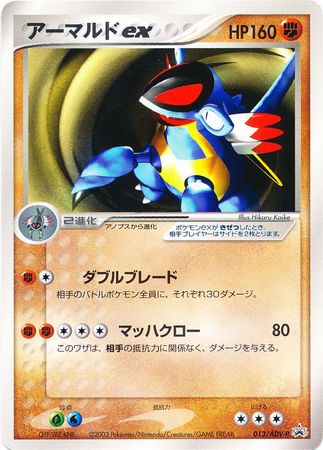 アーマルドex HP160
Illus.Hikaru Koike
2進化 アノプスから進化
ポケモンexがきぜつしたとき、
相手プレイヤーはサイドを2枚とります。
ダブルブレード
相手のバトルポケモン全員に、それぞれ30ダメージ。
マッハクロー 80
このワザは、相手の抵抗力に関係なく、ダメージを与える。
弱点 抵抗力 にげる
©2003 Pokémon/Nintendo/Creatures/GAME FREAK 013/ADV-P